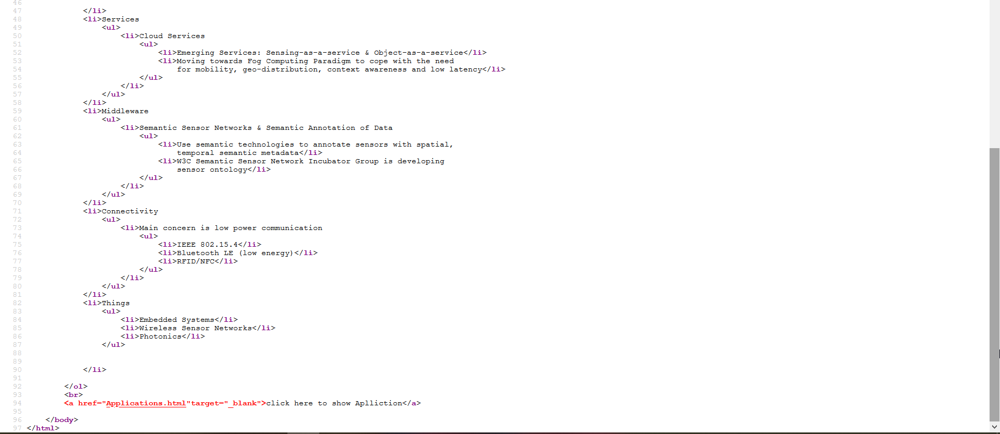 46
47 </li>
48 <li>Services
49 <ul>
50 <li>Cloud Services
51 <ul>
52 <li>Emerging Services: Sensing-as-a-service & Object-as-a-service</li>
53 <li>Moving towards Fog Computing Paradigm to cope with the need
54 for mobility, geo-distribution, context awareness and low latency</li>
55 </ul>
56 </li>
57 </ul>
58 </li>
59 <li>Middleware
60 <ul>
61 <li>Semantic Sensor Networks & Semantic Annotation of Data
62 <ul>
63 <li>Use semantic technologies to annotate sensors with spatial,
64 temporal semantic metadata</li>
65 <li>W3C Semantic Sensor Network Incubator Group is developing
66 sensor ontology</li>
67 </ul>
68 </li>
69 </ul>
70 </li>
71 <li>Connectivity
72 <ul>
73 <li>Main concern is low power communication
74 <ul>
75 <li>IEEE 802.15.4</li>
76 <li>Bluetooth LE (low energy)</li>
77 <li>RFID/NFC</li>
78 </ul>
79 </li>
80 </ul>
81 </li>
82 <li>Things
83 <ul>
84 <li>Embedded Systems</li>
85 <li>Wireless Sensor Networks</li>
86 <li>Photonics</li>
87 </ul>
88
89
90 </li>
91
92 </ol>
93 <br>
94 <a href="Applications.html"target="_blank">click here to show Aplliction</a>
95
96 </body>
97 </html>